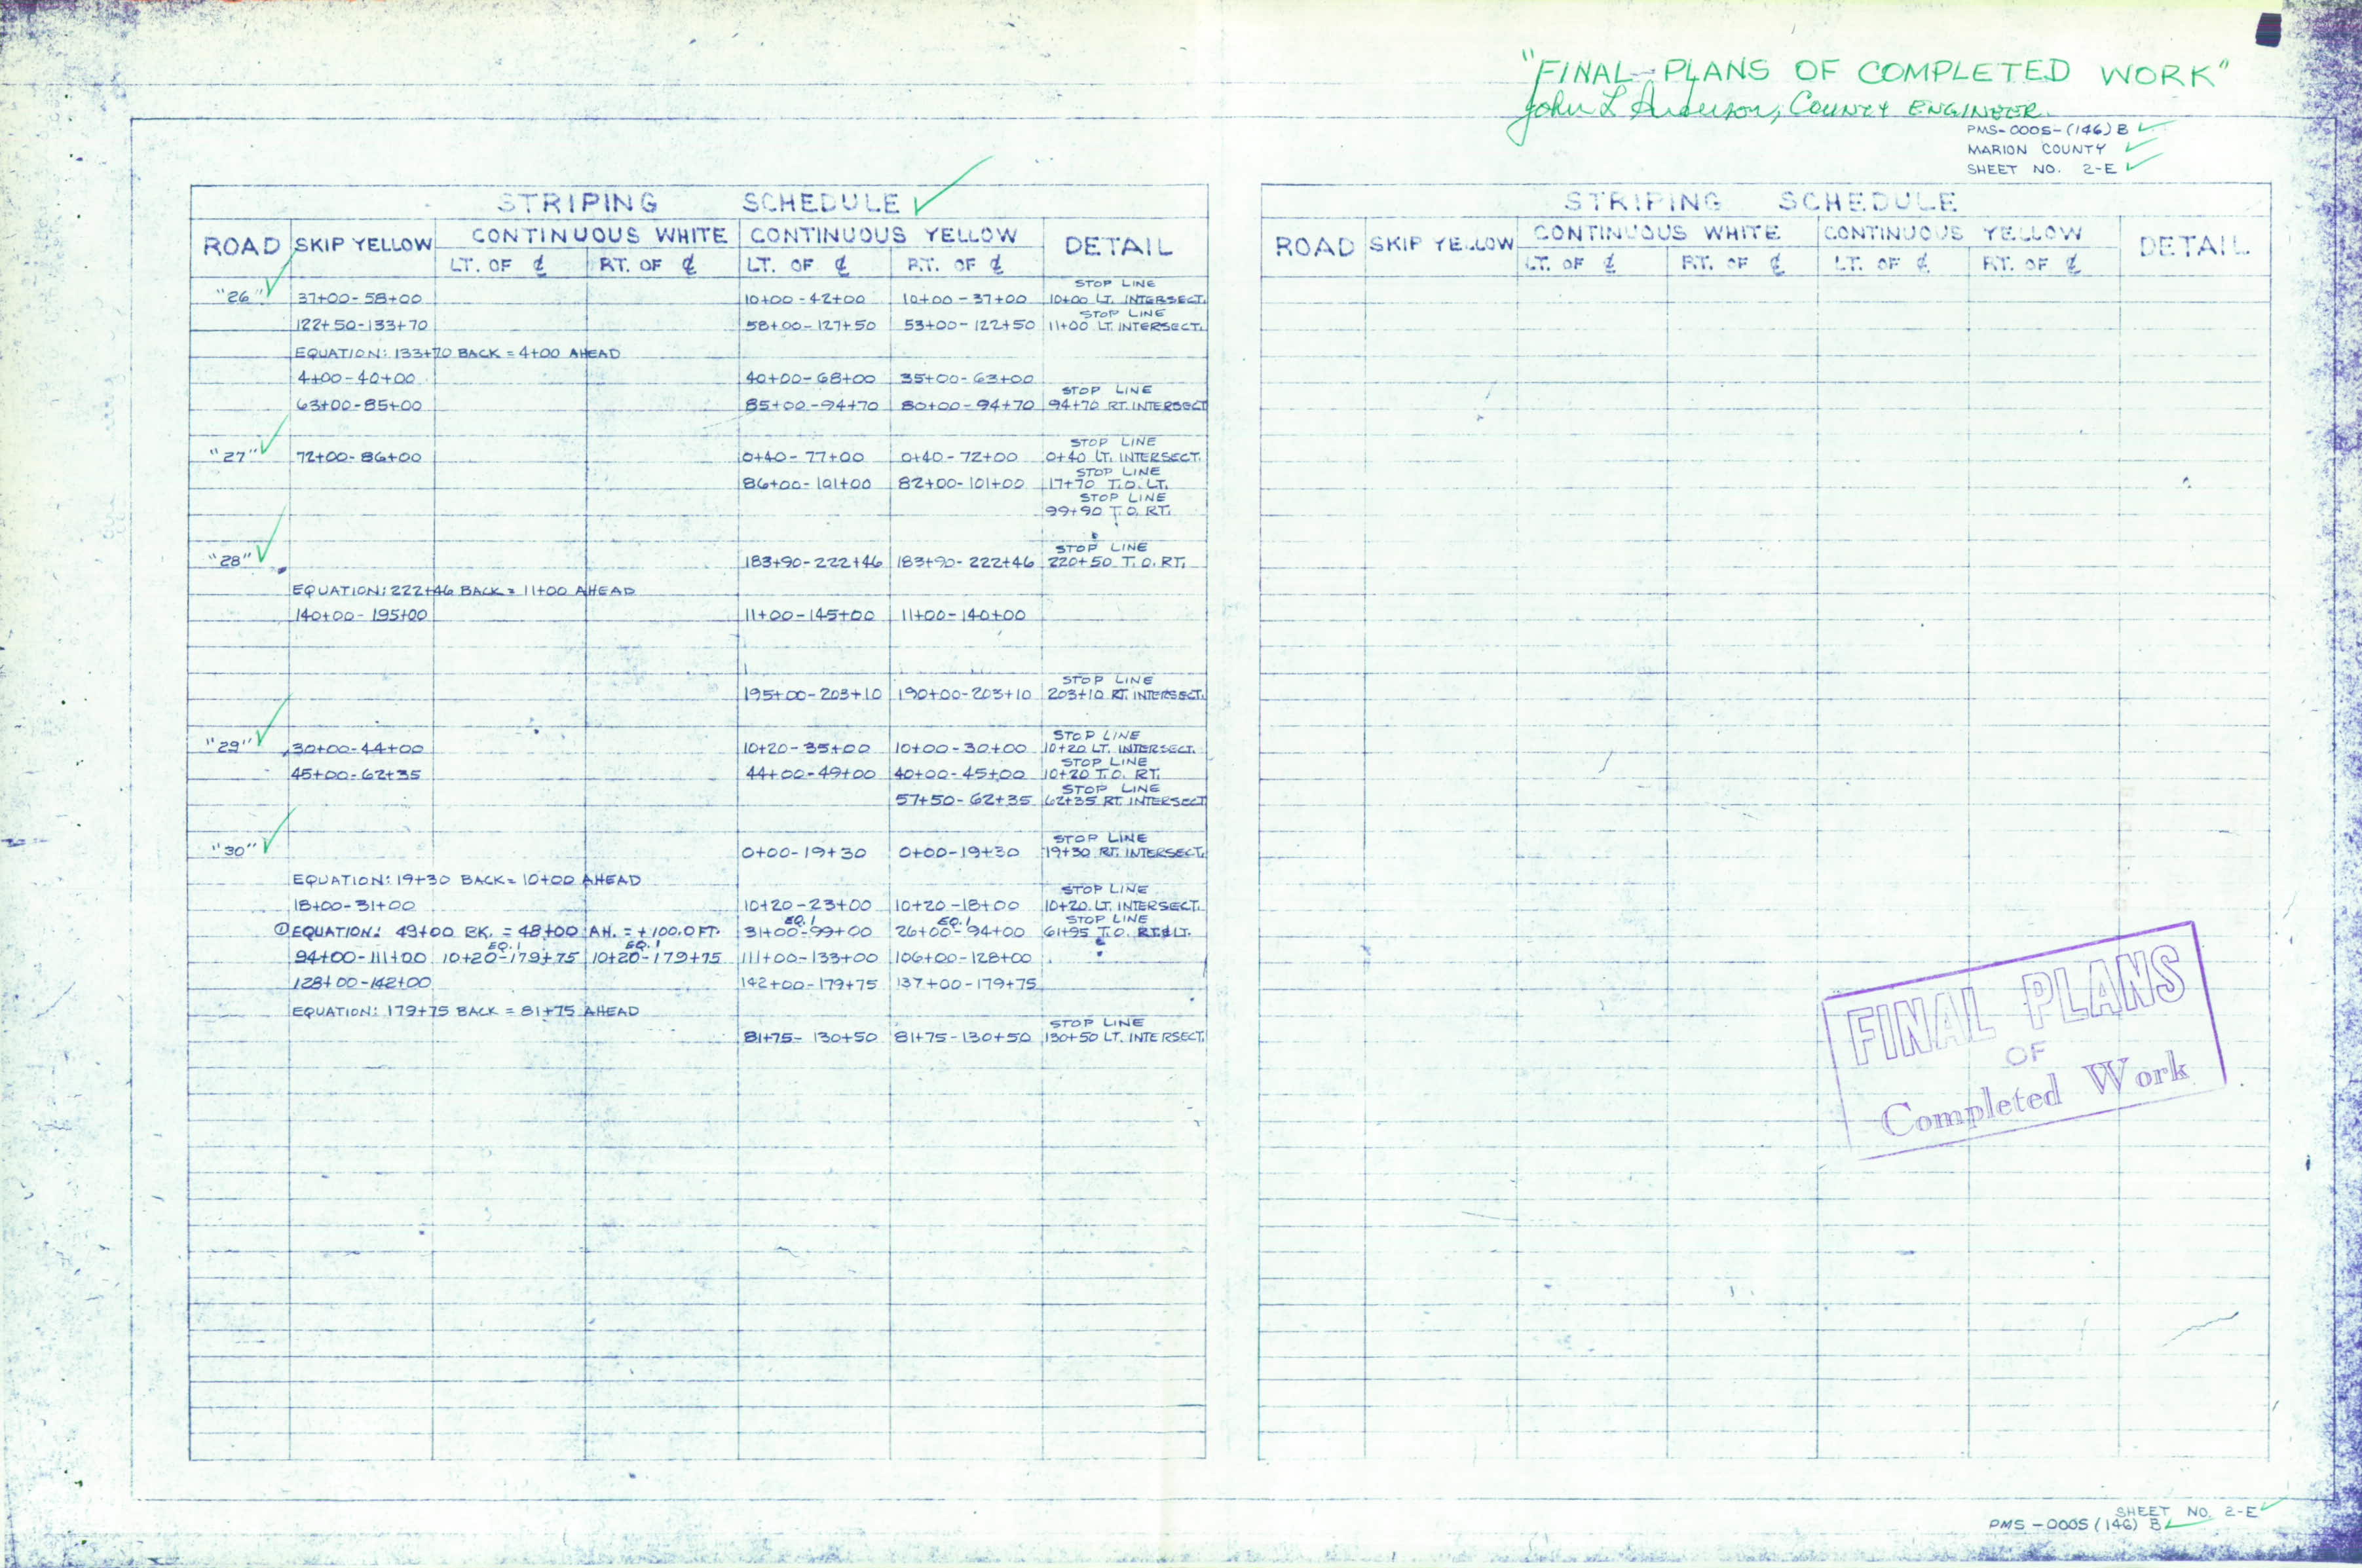 "FINAL PLANS OF COMPLETED WORK"
John L Anderson, COUNTY ENGINEER
PMS-0005-(146) B
MARION COUNTY
SHEET NO. 2-E
STRIPING SCHEDULE
ROAD SKIP YELLOW CONTINUOUS WHITE CONTINUOUS YELLOW DETAIL
LT. OF ℄ RT. OF ℄ LT. OF ℄ RT. OF ℄
STOP LINE
"26" 37+00-58+00 10+00-42+00 10+00-37+00 10+00 LT. INTERSECT.
STOP LINE
122+50-133+70 58+00-127+50 53+00-122+50 11+00 LT. INTERSECT.
EQUATION: 133+70 BACK = 4+00 AHEAD
4+00-40+00 40+00-68+00 35+00-63+00
STOP LINE
63+00-85+00 85+00-94+70 80+00-94+70 94+70 RT. INTERSECT
STOP LINE
"27" 72+00-86+00 0+40-77+00 0+40-72+00 0+40 LT. INTERSECT.
STOP LINE
86+00-101+00 82+00-101+00 17+70 T.O. LT.
STOP LINE
99+90 T.O. RT.
STOP LINE
"28" 183+90-222+46 183+90-222+46 220+50 T.O. RT.
EQUATION: 222+46 BACK = 11+00 AHEAD
140+00-195+00 11+00-145+00 11+00-140+00
STOP LINE
195+00-203+10 190+00-203+10 203+10 RT. INTERSECT.
STOP LINE
"29" 30+00-44+00 10+20-35+00 10+00-30+00 10+20 LT. INTERSECT.
STOP LINE
45+00-62+35 44+00-49+00 40+00-45+00 10+20 T.O. RT.
STOP LINE
57+50-62+35 62+35 RT. INTERSECT
STOP LINE
"30" 0+00-19+30 0+00-19+30 19+30 RT. INTERSECT.
EQUATION: 19+30 BACK = 10+00 AHEAD
STOP LINE
18+00-31+00 10+20-23+00 10+20-18+00 10+20 LT. INTERSECT.
EQ. 1 EQ. 1 STOP LINE
① EQUATION: 49+00 BK. = 48+00 AH. = +100.0 FT. 31+00-99+00 26+00-94+00 61+95 T.O. RT & LT.
EQ. 1 EQ. 1
94+00-111+00 10+20-179+75 10+20-179+75 111+00-133+00 106+00-128+00
128+00-142+00 142+00-179+75 137+00-179+75
EQUATION: 179+75 BACK = 81+75 AHEAD
STOP LINE
81+75-130+50 81+75-130+50 130+50 LT. INTERSECT.
STRIPING SCHEDULE
ROAD SKIP YELLOW CONTINUOUS WHITE CONTINUOUS YELLOW DETAIL
LT. OF ℄ RT. OF ℄ LT. OF ℄ RT. OF ℄
FINAL PLANS
OF
Completed Work
SHEET NO. 2-E
PMS-0005 (146) B